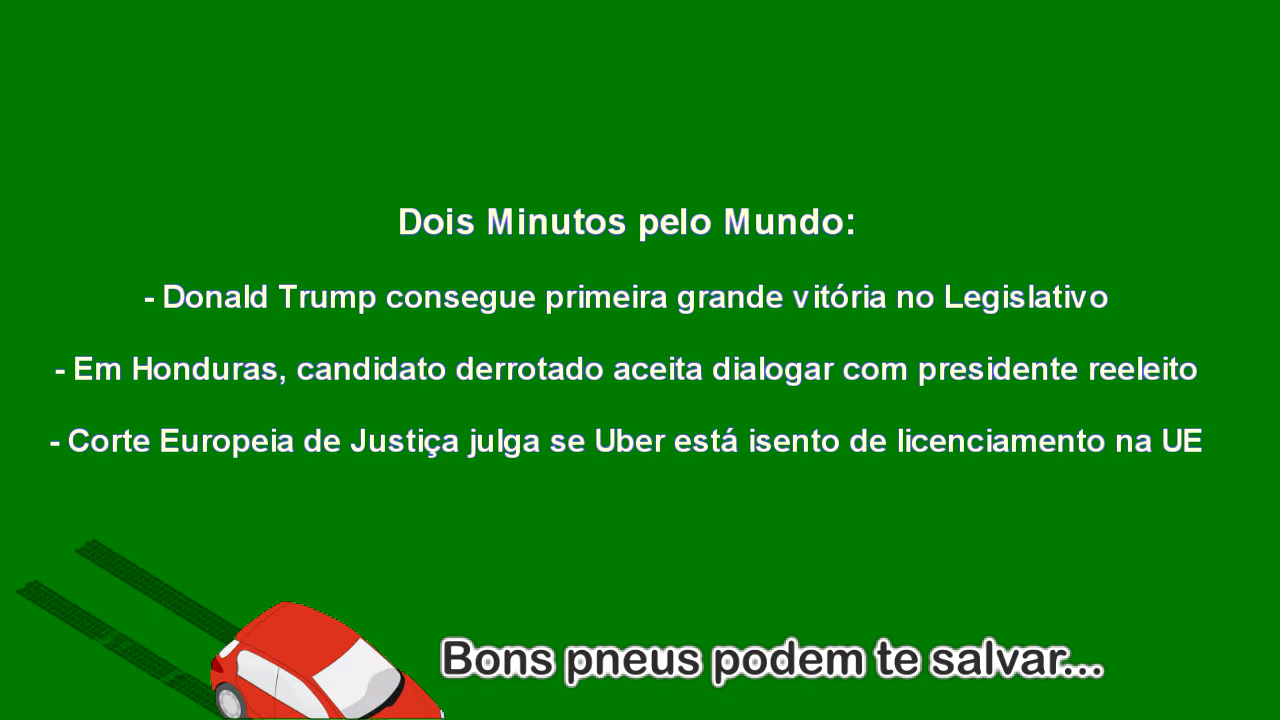 Dois Minutos pelo Mundo:
- Donald Trump consegue primeira grande vitória no Legislativo
- Em Honduras, candidato derrotado aceita dialogar com presidente reeleito
- Corte Europeia de Justiça julga se Uber está isento de licenciamento na UE
Bons pneus podem te salvar...